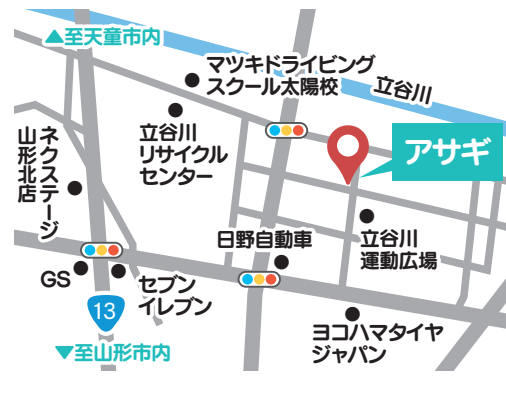 ▲至天童市内
マツキドライビング
スクール太陽校
立谷川
立谷川
リサイクル
センター
アサギ
ネクステージ
山形北店
日野自動車
立谷川
運動広場
GS
セブン
イレブン
13
ヨコハマタイヤ
ジャパン
▼至山形市内